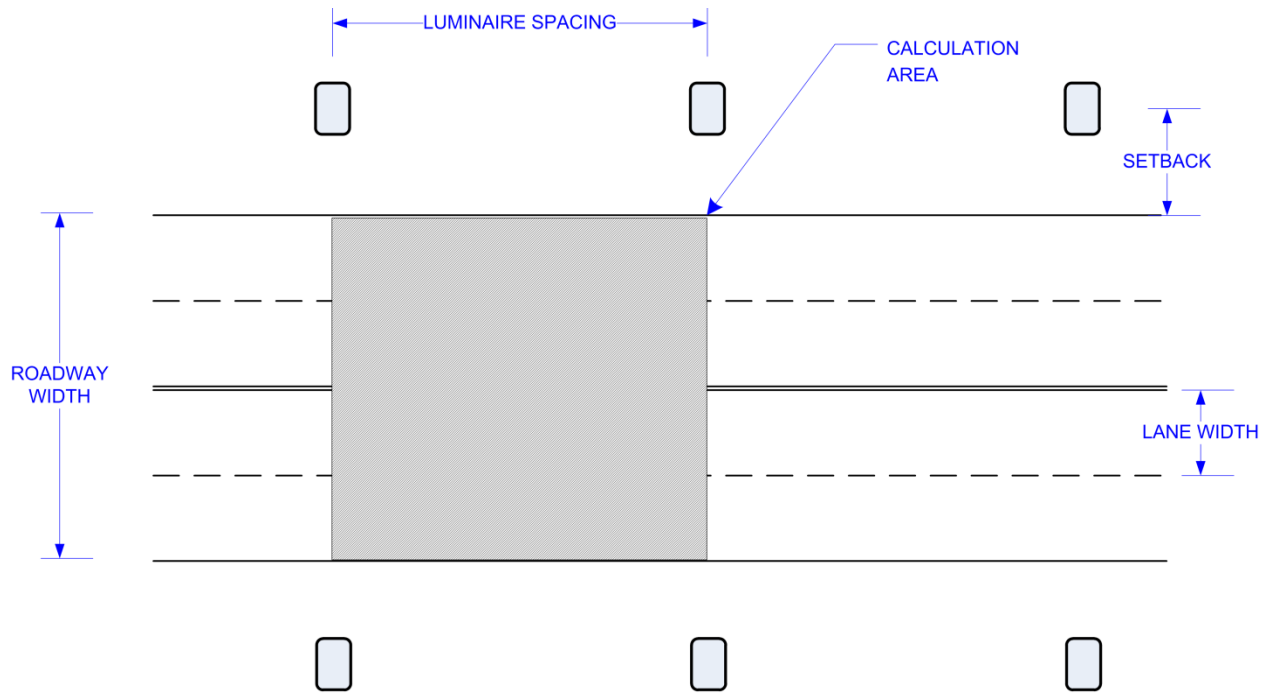 LUMINAIRE SPACING
CALCULATION
AREA
SETBACK
ROADWAY
WIDTH
LANE WIDTH